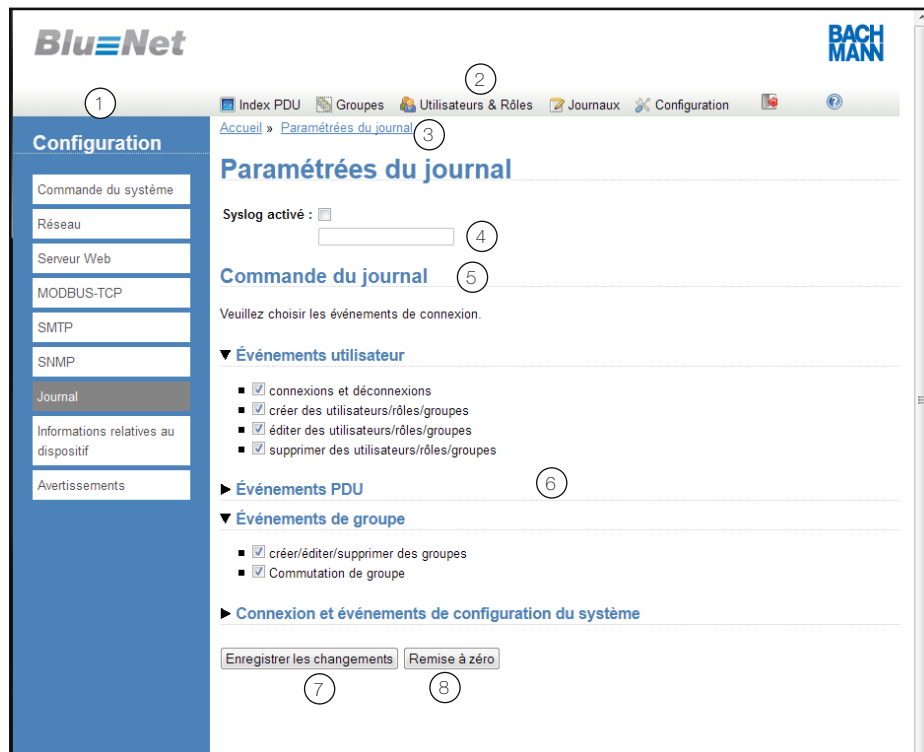 Blu≡Net
BACH
MANN
2
1
Index PDU Groupes Utilisateurs & Rôles Journaux Configuration
Accueil » Paramétrées du journal
3
Configuration
Commande du système
Réseau
Serveur Web
MODBUS-TCP
SMTP
SNMP
Journal
Informations relatives au
dispositif
Avertissements
Paramétrées du journal
Syslog activé :
4
Commande du journal
5
Veuillez choisir les événements de connexion.
Événements utilisateur
connexions et déconnexions
créer des utilisateurs/rôles/groupes
éditer des utilisateurs/rôles/groupes
supprimer des utilisateurs/rôles/groupes
6
Événements PDU
Événements de groupe
créer/éditer/supprimer des groupes
Commutation de groupe
Connexion et événements de configuration du système
Enregistrer les changements Remise à zéro
7 8